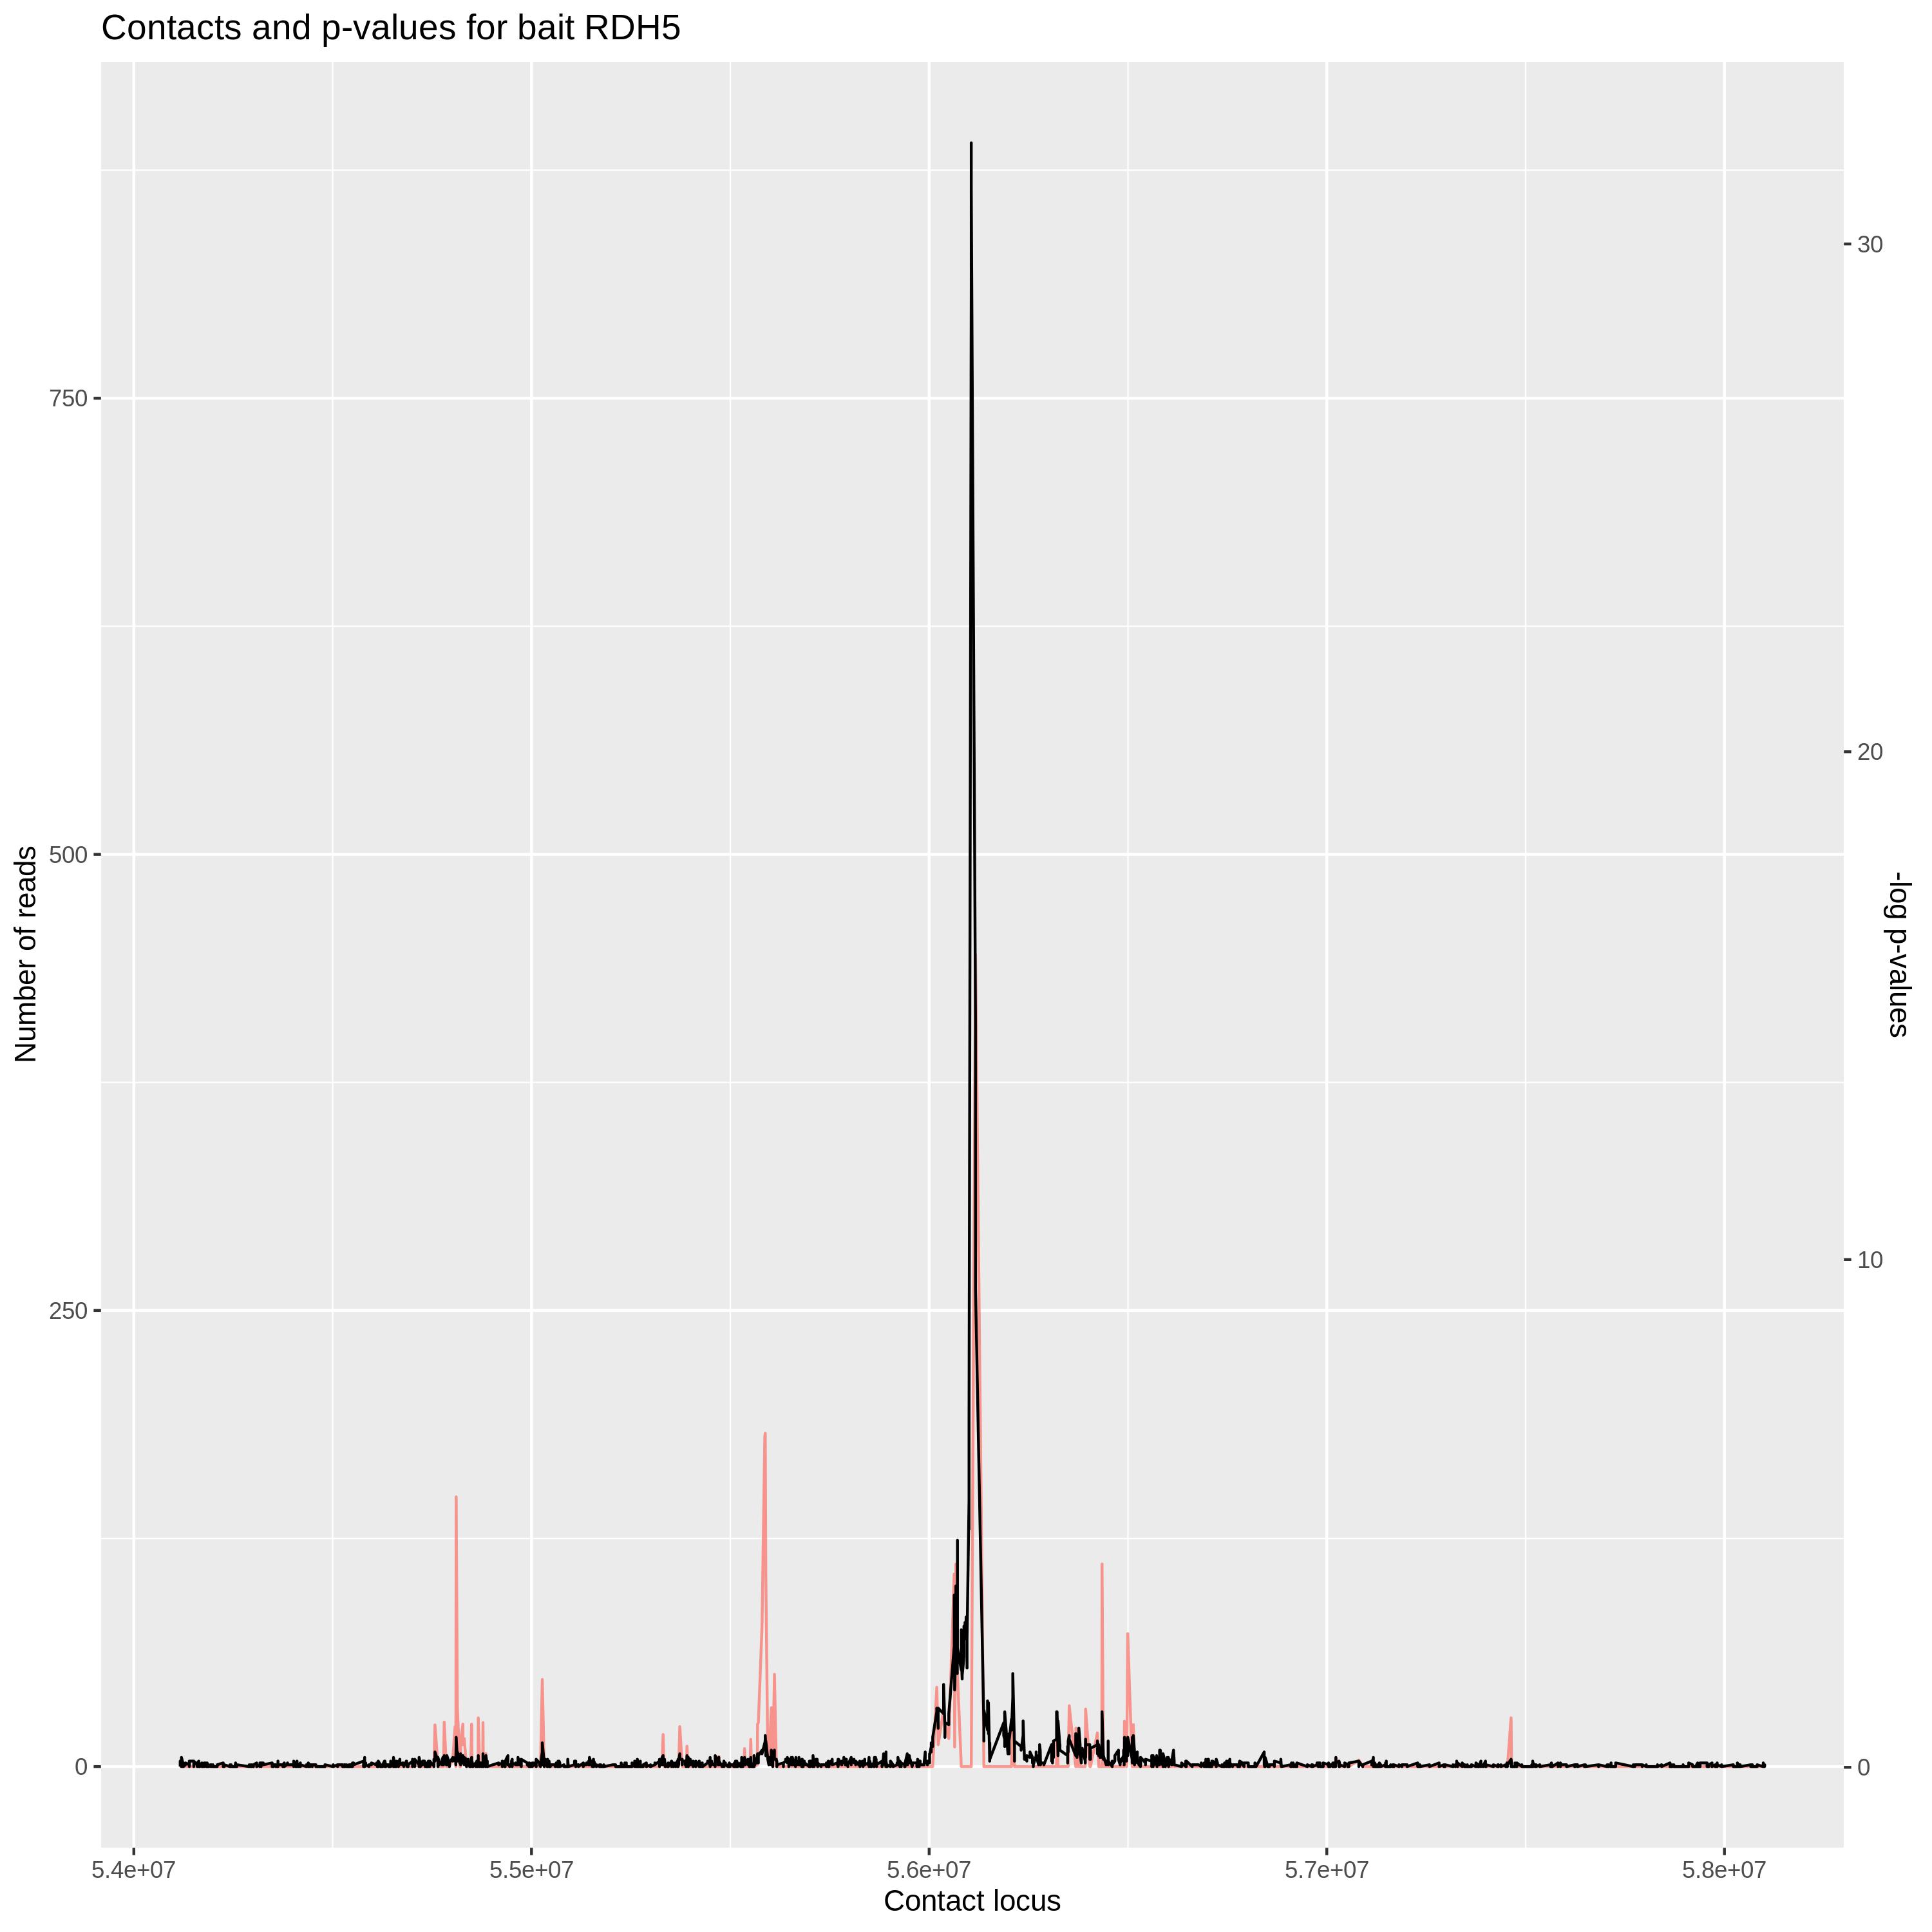 Contacts and p-values for bait RDH5
Number of reads
750
500
250
0
30
20
10
0
-log p-values
5.4e+07 5.5e+07 5.6e+07 5.7e+07 5.8e+07
Contact locus